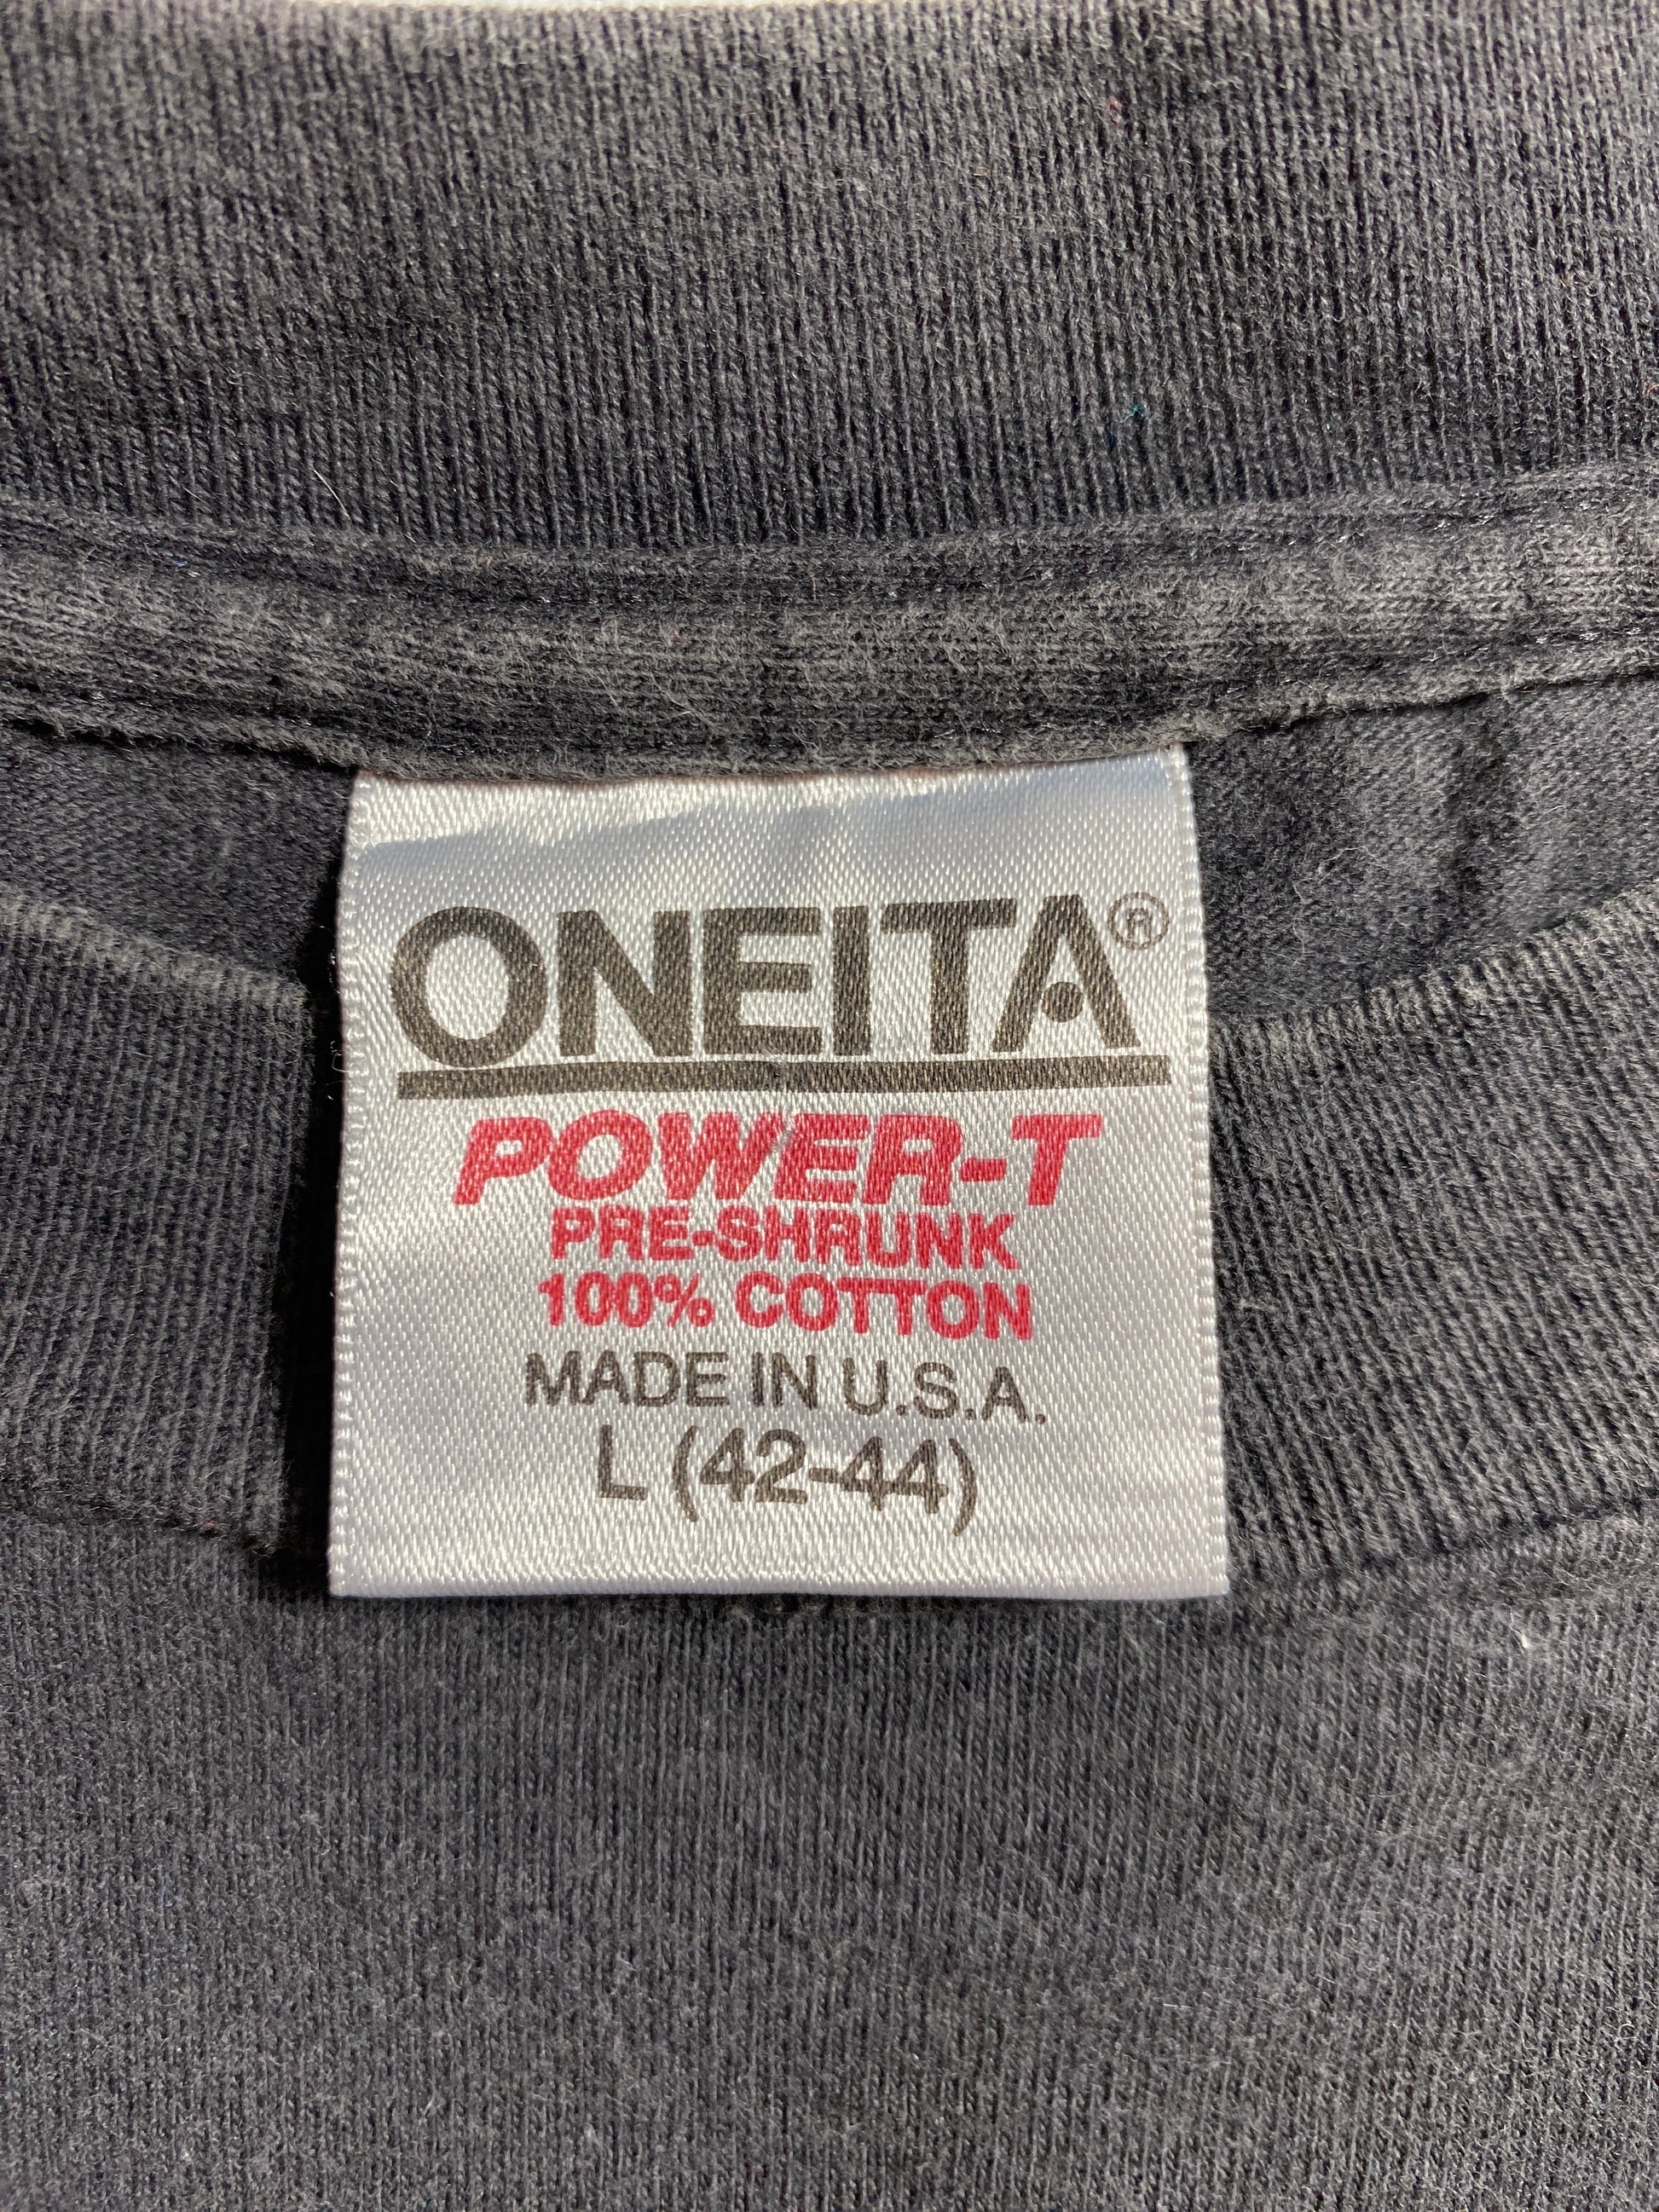 ONEITA®
POWER-T
PRE-SHRUNK
100% COTTON
MADE IN U.S.A.
L (42-44)